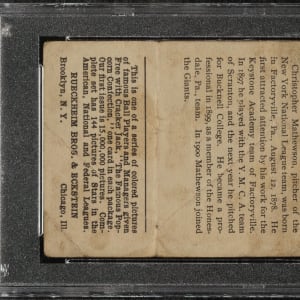 Christopher Mathewson, pitcher of the
New York National League team, was born
in Factoryville, Pa., August 12, 1878. He
first attracted attention by his work for the
Keystone Academy team of Factoryville.
In 1897 he played with the Y. M. C. A. team
of Scranton, and the next year he pitched
for Bucknell College. He became a pro-
fessional in 1899, as a member of the Hones-
dale, Pa. team. In 1900 Mathewson joined
the Giants.
This is one of a series of colored pictures
of famous Ball Players and Managers given
Free with Cracker Jack, "The Famous Pop-
corn Confection," one card in each package.
Our first issue is 15,000,000 pictures. Com-
plete set has 144 pictures of Stars in the
American, National and Federal Leagues.
RUECKHEIM BROS. & ECKSTEIN
Brooklyn, N. Y. Chicago, Ill.